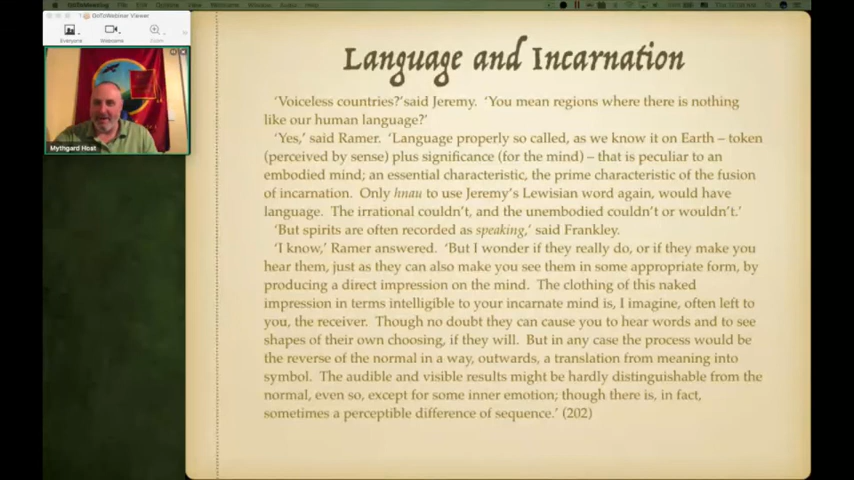 GoToWebinar Viewer
Everyone
Webcams
Mythgard Host
Language and Incarnation
'Voiceless countries?'said Jeremy. 'You mean regions where there is nothing
like our human language?'
'Yes,' said Ramer. 'Language properly so called, as we know it on Earth – token
(perceived by sense) plus significance (for the mind) – that is peculiar to an
embodied mind; an essential characteristic, the prime characteristic of the fusion
of incarnation. Only hnau to use Jeremy's Lewisian word again, would have
language. The irrational couldn't, and the unembodied couldn't or wouldn't.'
'But spirits are often recorded as speaking,' said Frankley.
'I know,' Ramer answered. 'But I wonder if they really do, or if they make you
hear them, just as they can also make you see them in some appropriate form, by
producing a direct impression on the mind. The clothing of this naked
impression in terms intelligible to your incarnate mind is, I imagine, often left to
you, the receiver. Though no doubt they can cause you to hear words and to see
shapes of their own choosing, if they will. But in any case the process would be
the reverse of the normal in a way, outwards, a translation from meaning into
symbol. The audible and visible results might be hardly distinguishable from the
normal, even so, except for some inner emotion; though there is, in fact,
sometimes a perceptible difference of sequence.' (202)